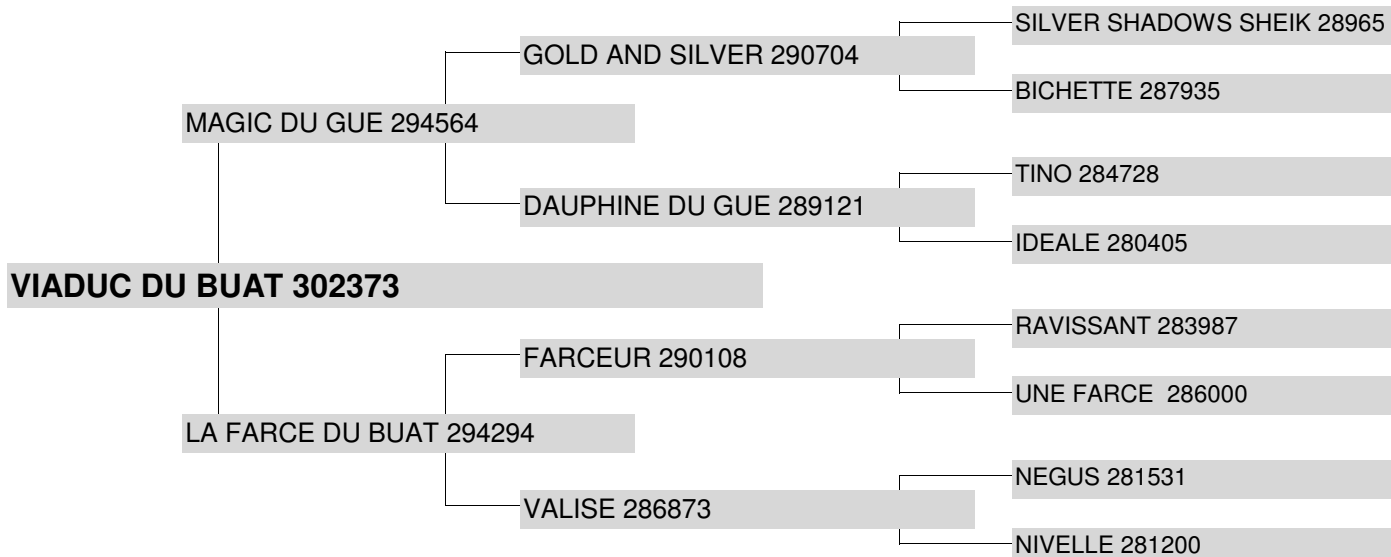 SILVER SHADOWS SHEIK 28965
GOLD AND SILVER 290704
BICHETTE 287935
MAGIC DU GUE 294564
TINO 284728
DAUPHINE DU GUE 289121
IDEALE 280405
VIADUC DU BUAT 302373
RAVISSANT 283987
FARCEUR 290108
UNE FARCE 286000
LA FARCE DU BUAT 294294
NEGUS 281531
VALISE 286873
NIVELLE 281200